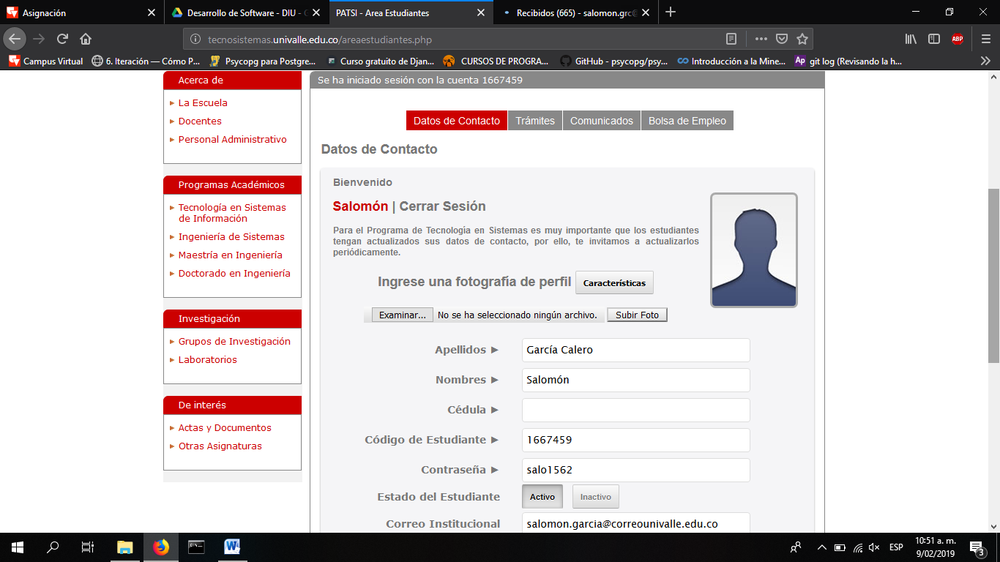 Asignación
Desarrollo de Software - DIU - G
PATSI - Area Estudiantes
Recibidos (665) - salomon.grc@
tecnosistemas.univalle.edu.co/areaestudiantes.php
ABP
Campus Virtual
6. Iteración — Cómo P...
Psycopg para Postgre...
Curso gratuito de Djan...
CURSOS DE PROGRA...
GitHub - psycopg/psy...
Introducción a la Mine...
Ap git log (Revisando la h...
Acerca de
La Escuela
Docentes
Personal Administrativo
Programas Académicos
Tecnología en Sistemas
de Información
Ingeniería de Sistemas
Maestría en Ingeniería
Doctorado en Ingeniería
Investigación
Grupos de Investigación
Laboratorios
De interés
Actas y Documentos
Otras Asignaturas
Se ha iniciado sesión con la cuenta 1667459
Datos de Contacto Trámites Comunicados Bolsa de Empleo
Datos de Contacto
Bienvenido
Salomón | Cerrar Sesión
Para el Programa de Tecnología en Sistemas es muy importante que los estudiantes
tengan actualizados sus datos de contacto, por ello, te invitamos a actualizarlos
periódicamente.
Ingrese una fotografía de perfil Características
Examinar... No se ha seleccionado ningún archivo. Subir Foto
Apellidos ► García Calero
Nombres ► Salomón
Cédula ►
Código de Estudiante ► 1667459
Contraseña ► salo1562
Estado del Estudiante Activo Inactivo
Correo Institucional salomon.garcia@correounivalle.edu.co
ESP
10:51 a. m.
9/02/2019
3